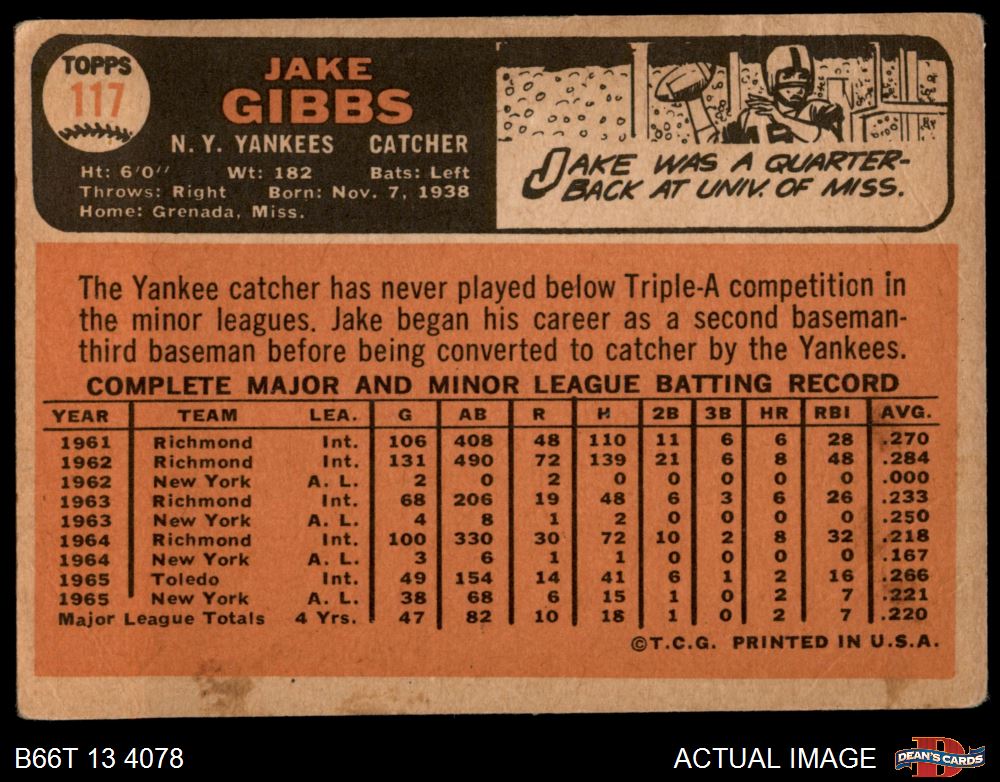 TOPPS
117
JAKE
GIBBS
N. Y. YANKEES CATCHER
Ht: 6'0'' Wt: 182 Bats: Left
Throws: Right Born: Nov. 7, 1938
Home: Grenada, Miss.
JAKE WAS A QUARTER-
BACK AT UNIV. OF MISS.
The Yankee catcher has never played below Triple-A competition in
the minor leagues. Jake began his career as a second baseman-
third baseman before being converted to catcher by the Yankees.
COMPLETE MAJOR AND MINOR LEAGUE BATTING RECORD
YEAR TEAM LEA. G AB R H 2B 3B HR RBI AVG.
1961 Richmond Int. 106 408 48 110 11 6 6 28 .270
1962 Richmond Int. 131 490 72 139 21 6 8 48 .284
1962 New York A. L. 2 0 2 0 0 0 0 0 .000
1963 Richmond Int. 68 206 19 48 6 3 6 26 .233
1963 New York A. L. 4 8 1 2 0 0 0 0 .250
1964 Richmond Int. 100 330 30 72 10 2 8 32 .218
1964 New York A. L. 3 6 1 1 0 0 0 0 .167
1965 Toledo Int. 49 154 14 41 6 1 2 16 .266
1965 New York A. L. 38 68 6 15 1 0 2 7 .221
Major League Totals 4 Yrs. 47 82 10 18 1 0 2 7 .220
©T.C.G. PRINTED IN U.S.A.
B66T 13 4078
ACTUAL IMAGE
D
DEAN'S CARDS